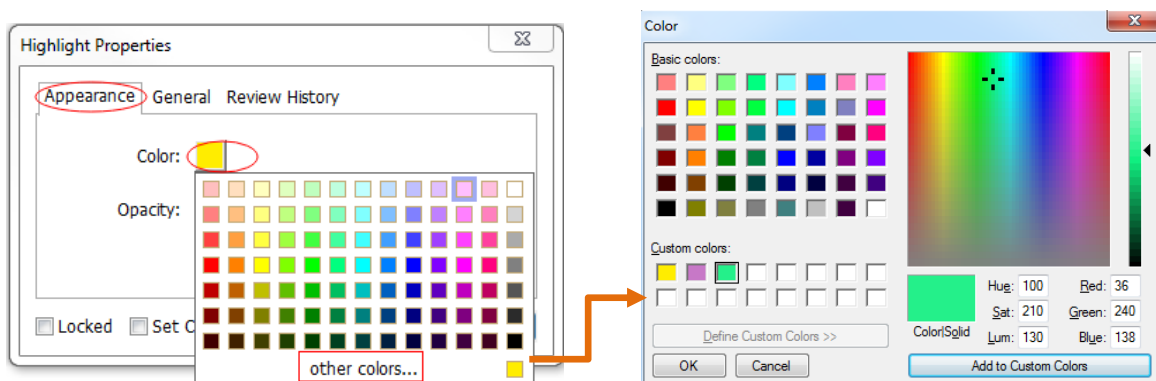 Highlight Properties
Appearance General Review History
Color:
Opacity:
Locked Set C
other colors...
Color
Basic colors:
Custom colors:
Define Custom Colors >>
OK Cancel
Color|Solid
Hue: 100 Red: 36
Sat: 210 Green: 240
Lum: 130 Blue: 138
Add to Custom Colors